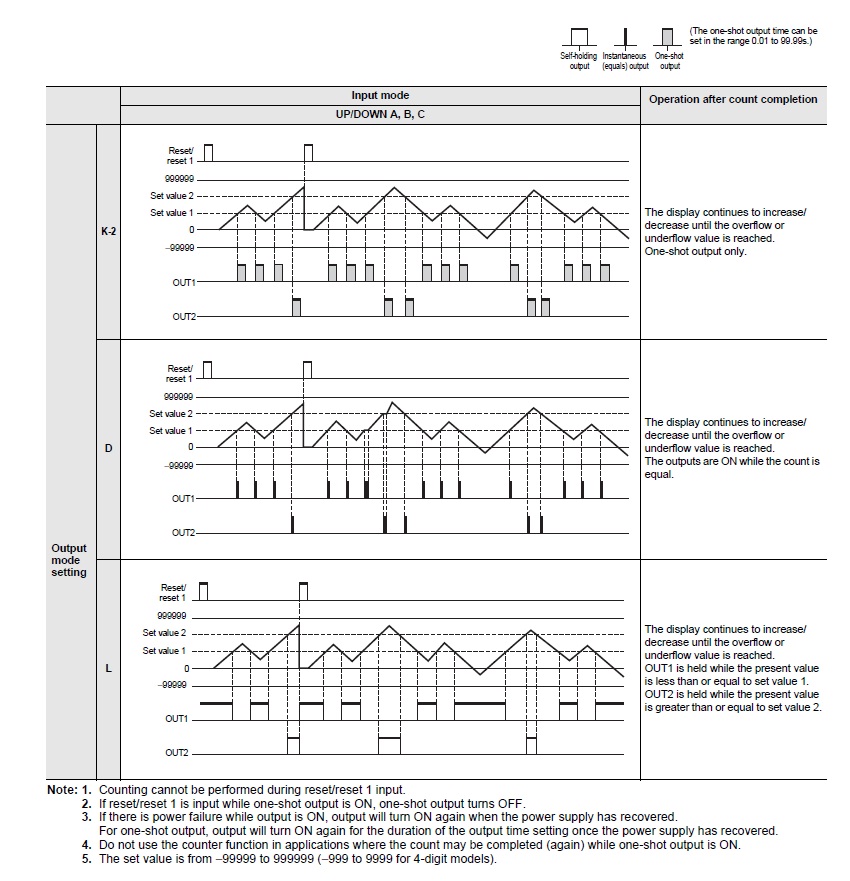 (The one-shot output time can be
set in the range 0.01 to 99.99s.)
Self-holding output
Instantaneous (equals) output
One-shot output
Input mode
Operation after count completion
UP/DOWN A, B, C
Output mode setting
K-2
Reset/
reset 1
999999
Set value 2
Set value 1
0
−99999
OUT1
OUT2
The display continues to increase/
decrease until the overflow or
underflow value is reached.
One-shot output only.
D
Reset/
reset 1
999999
Set value 2
Set value 1
0
−99999
OUT1
OUT2
The display continues to increase/
decrease until the overflow or
underflow value is reached.
The outputs are ON while the count is
equal.
L
Reset/
reset 1
999999
Set value 2
Set value 1
0
−99999
OUT1
OUT2
The display continues to increase/
decrease until the overflow or
underflow value is reached.
OUT1 is held while the present value
is less than or equal to set value 1.
OUT2 is held while the present value
is greater than or equal to set value 2.
Note: 1. Counting cannot be performed during reset/reset 1 input.
2. If reset/reset 1 is input while one-shot output is ON, one-shot output turns OFF.
3. If there is power failure while output is ON, output will turn ON again when the power supply has recovered.
For one-shot output, output will turn ON again for the duration of the output time setting once the power supply has recovered.
4. Do not use the counter function in applications where the count may be completed (again) while one-shot output is ON.
5. The set value is from −99999 to 999999 (−999 to 9999 for 4-digit models).